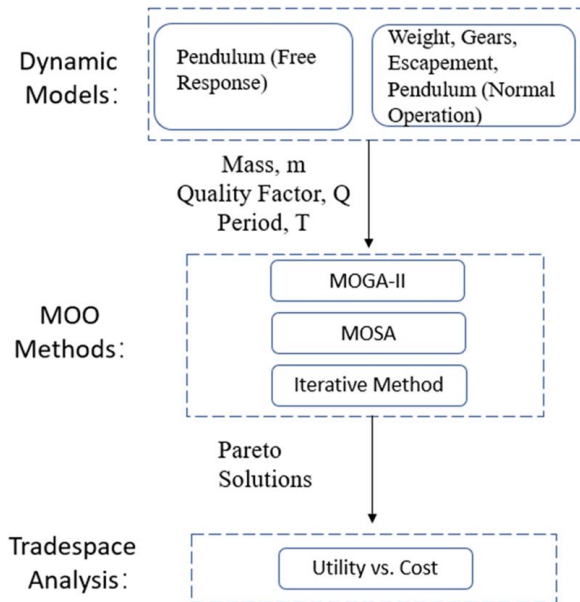 Dynamic
Models:
Pendulum (Free
Response)
Weight, Gears,
Escapement,
Pendulum (Normal
Operation)
Mass, m
Quality Factor, Q
Period, T
MOO
Methods:
MOGA-II
MOSA
Iterative Method
Pareto
Solutions
Tradespace
Analysis:
Utility vs. Cost